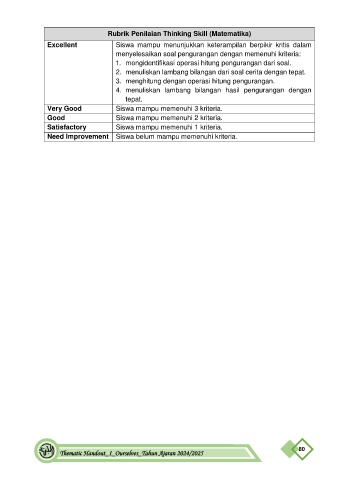 Rubrik Penilaian Thinking Skill (Matematika)
Excellent Siswa mampu menunjukkan keterampilan berpikir kritis dalam
menyelesaikan soal pengurangan dengan memenuhi kriteria:
1. mongidentifikasi operasi hitung pengurangan dari soal.
2. menuliskan lambang bilangan dari soal cerita dengan tepat.
3. menghitung dengan operasi hitung pengurangan.
4. menuliskan lambang bilangan hasil pengurangan dengan
tepat.
Very Good Siswa mampu memenuhi 3 kriteria.
Good Siswa mampu memenuhi 2 kriteria.
Satisfactory Siswa mampu memenuhi 1 kriteria.
Need Improvement Siswa belum mampu memenuhi kriteria.
Thematic Handout_1_Ourselves_Tahun Ajaran 2024/2025
80